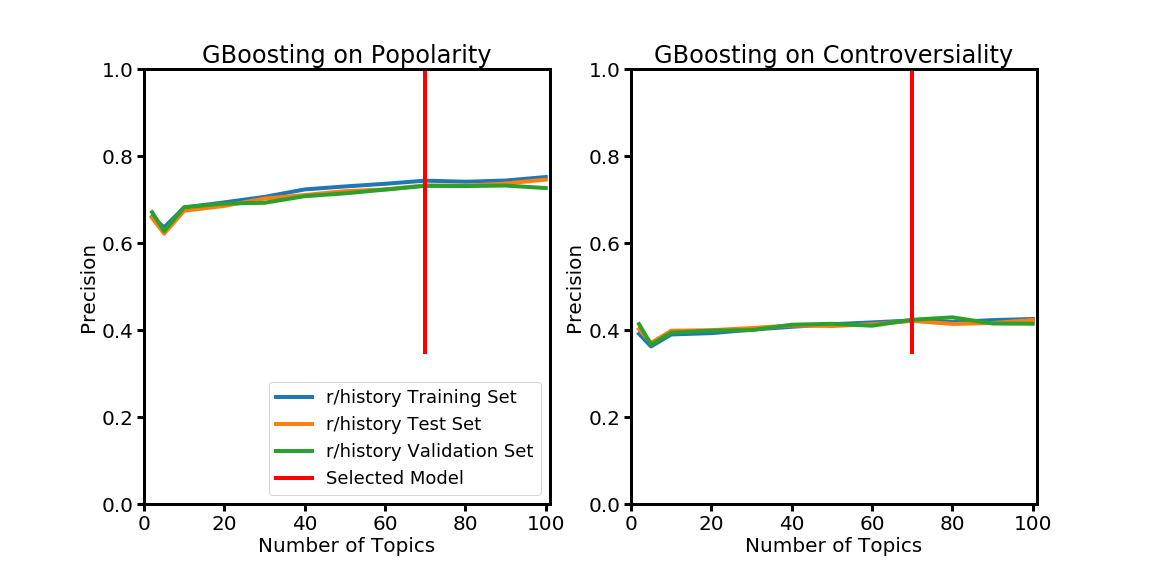 GBoosting on Popolarity
1.0
0.8
0.6
0.4
0.2
0.0
Precision
0 20 40 60 80 100
Number of Topics
r/history Training Set
r/history Test Set
r/history Validation Set
Selected Model
GBoosting on Controversiality
1.0
0.8
0.6
0.4
0.2
0.0
Precision
0 20 40 60 80 100
Number of Topics